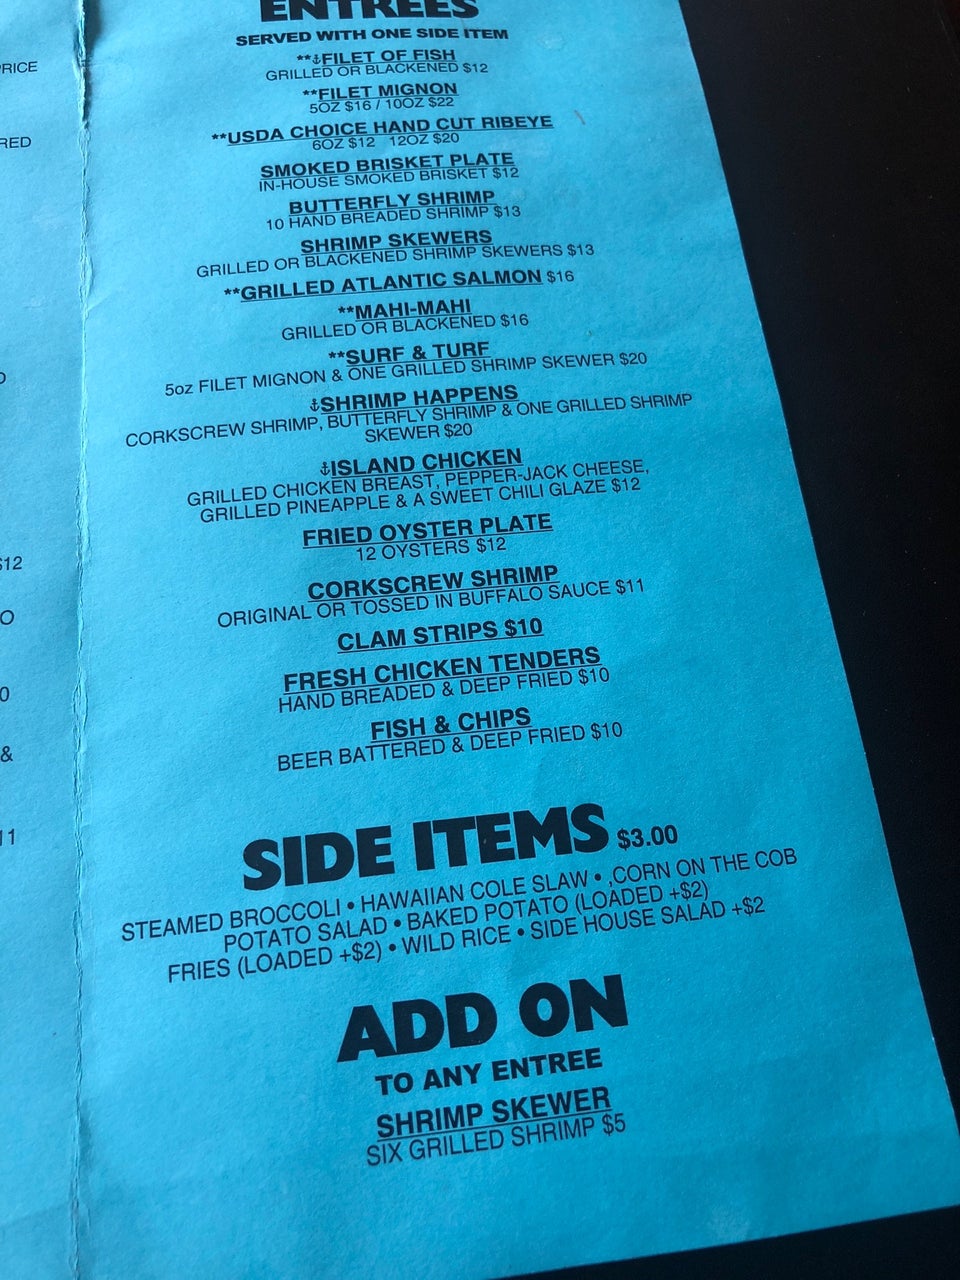 ENTREES
SERVED WITH ONE SIDE ITEM
**⚓FILET OF FISH
GRILLED OR BLACKENED $12
**FILET MIGNON
5OZ $16 / 10OZ $22
**USDA CHOICE HAND CUT RIBEYE
6OZ $12 12OZ $20
SMOKED BRISKET PLATE
IN-HOUSE SMOKED BRISKET $12
BUTTERFLY SHRIMP
10 HAND BREADED SHRIMP $13
SHRIMP SKEWERS
GRILLED OR BLACKENED SHRIMP SKEWERS $13
**GRILLED ATLANTIC SALMON $16
**MAHI-MAHI
GRILLED OR BLACKENED $16
**SURF & TURF
5oz FILET MIGNON & ONE GRILLED SHRIMP SKEWER $20
⚓SHRIMP HAPPENS
CORKSCREW SHRIMP, BUTTERFLY SHRIMP & ONE GRILLED SHRIMP
SKEWER $20
⚓ISLAND CHICKEN
GRILLED CHICKEN BREAST, PEPPER-JACK CHEESE,
GRILLED PINEAPPLE & A SWEET CHILI GLAZE $12
FRIED OYSTER PLATE
12 OYSTERS $12
CORKSCREW SHRIMP
ORIGINAL OR TOSSED IN BUFFALO SAUCE $11
CLAM STRIPS $10
FRESH CHICKEN TENDERS
HAND BREADED & DEEP FRIED $10
FISH & CHIPS
BEER BATTERED & DEEP FRIED $10
SIDE ITEMS $3.00
STEAMED BROCCOLI • HAWAIIAN COLE SLAW • ,CORN ON THE COB
POTATO SALAD • BAKED POTATO (LOADED +$2)
FRIES (LOADED +$2) • WILD RICE • SIDE HOUSE SALAD +$2
ADD ON
TO ANY ENTREE
SHRIMP SKEWER
SIX GRILLED SHRIMP $5